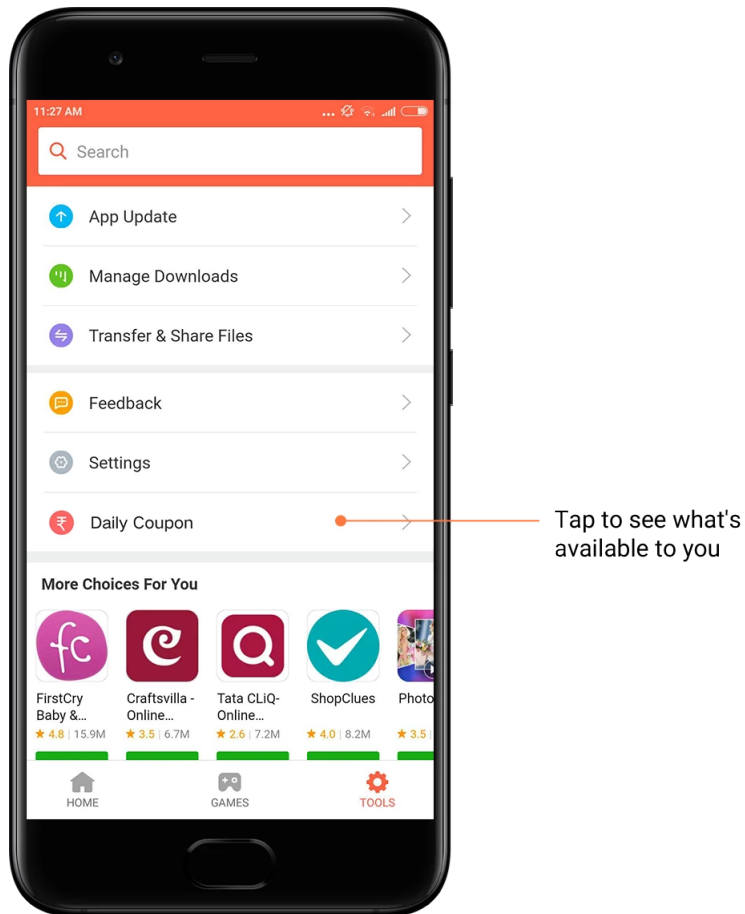 11:27 AM
Search
App Update
Manage Downloads
Transfer & Share Files
Feedback
Settings
Daily Coupon
Tap to see what's
available to you
More Choices For You
fc
FirstCry
Baby &...
★ 4.8 | 15.9M
Craftsvilla -
Online...
★ 3.5 | 6.7M
Tata CLiQ-
Online...
★ 2.6 | 7.2M
ShopClues
★ 4.0 | 8.2M
Photo
★ 3.5 |
HOME
GAMES
TOOLS